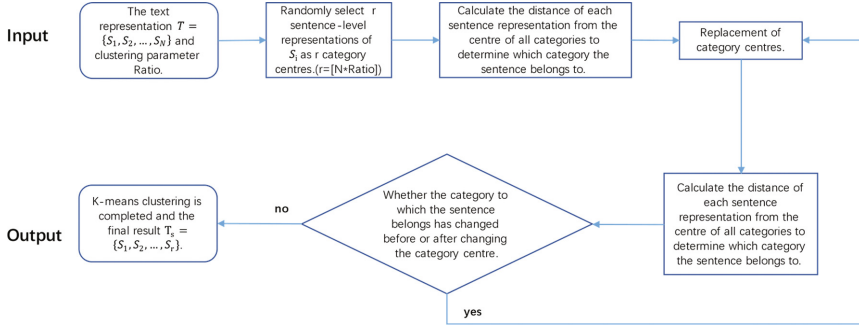 Input
The text
representation T =
{S₁, S₂, ..., S_N} and
clustering parameter
Ratio.
Randomly select r
sentence-level
representations of
Sᵢ as r category
centres.(r=[N*Ratio])
Calculate the distance of each
sentence representation from the
centre of all categories to
determine which category the
sentence belongs to.
Replacement of
category centres.
Output
K-means clustering is
completed and the
final result Tₛ =
{S₁, S₂, ..., Sᵣ}.
no
Whether the category to
which the sentence
belongs has changed
before or after changing
the category centre.
Calculate the distance of
each sentence
representation from the
centre of all categories to
determine which category
the sentence belongs to.
yes